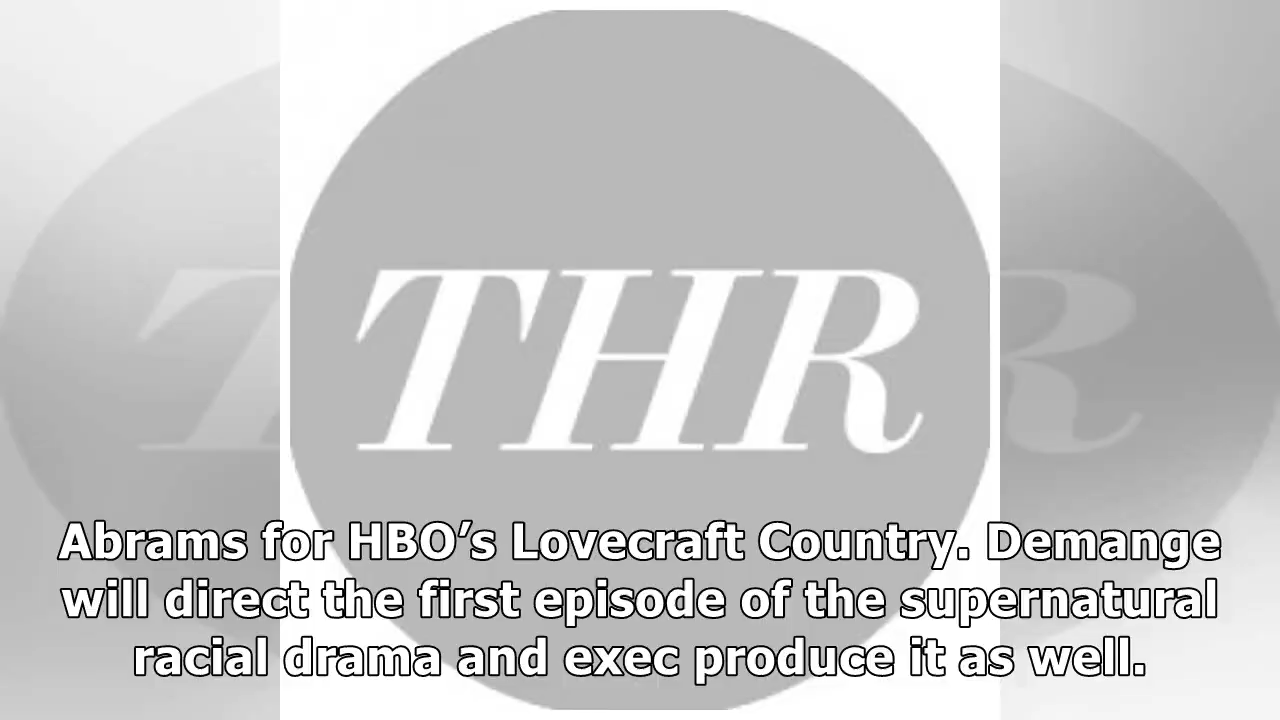 THR
Abrams for HBO’s Lovecraft Country. Demange
will direct the first episode of the supernatural
racial drama and exec produce it as well.